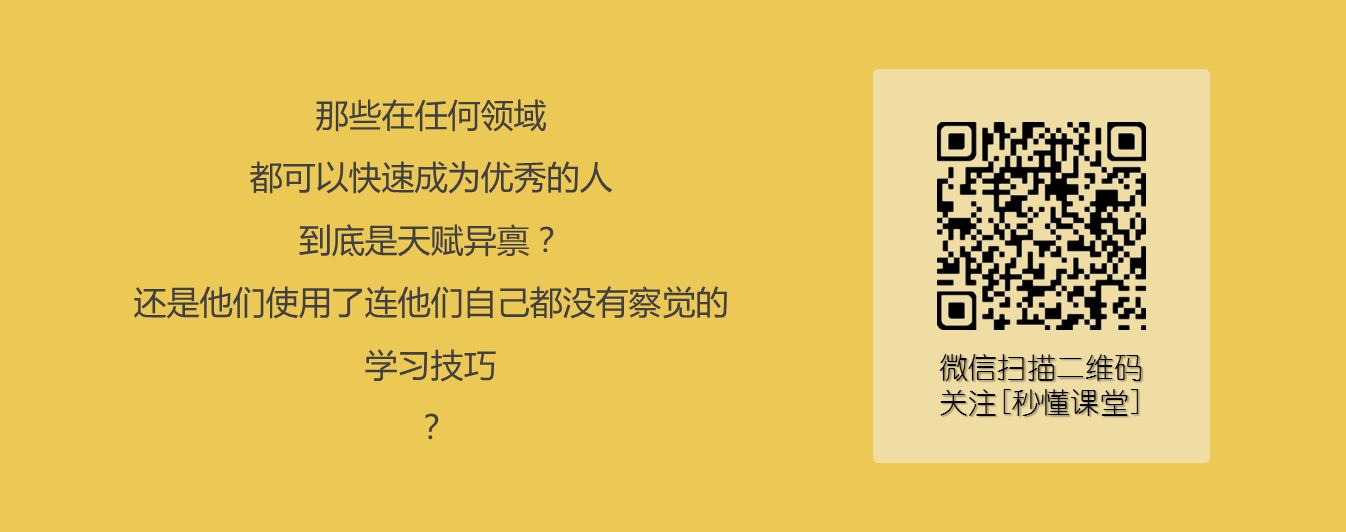 那些在任何领域
都可以快速成为优秀的人
到底是天赋异禀？
还是他们使用了连他们自己都没有察觉的
学习技巧
？
微信扫描二维码
关注[秒懂课堂]